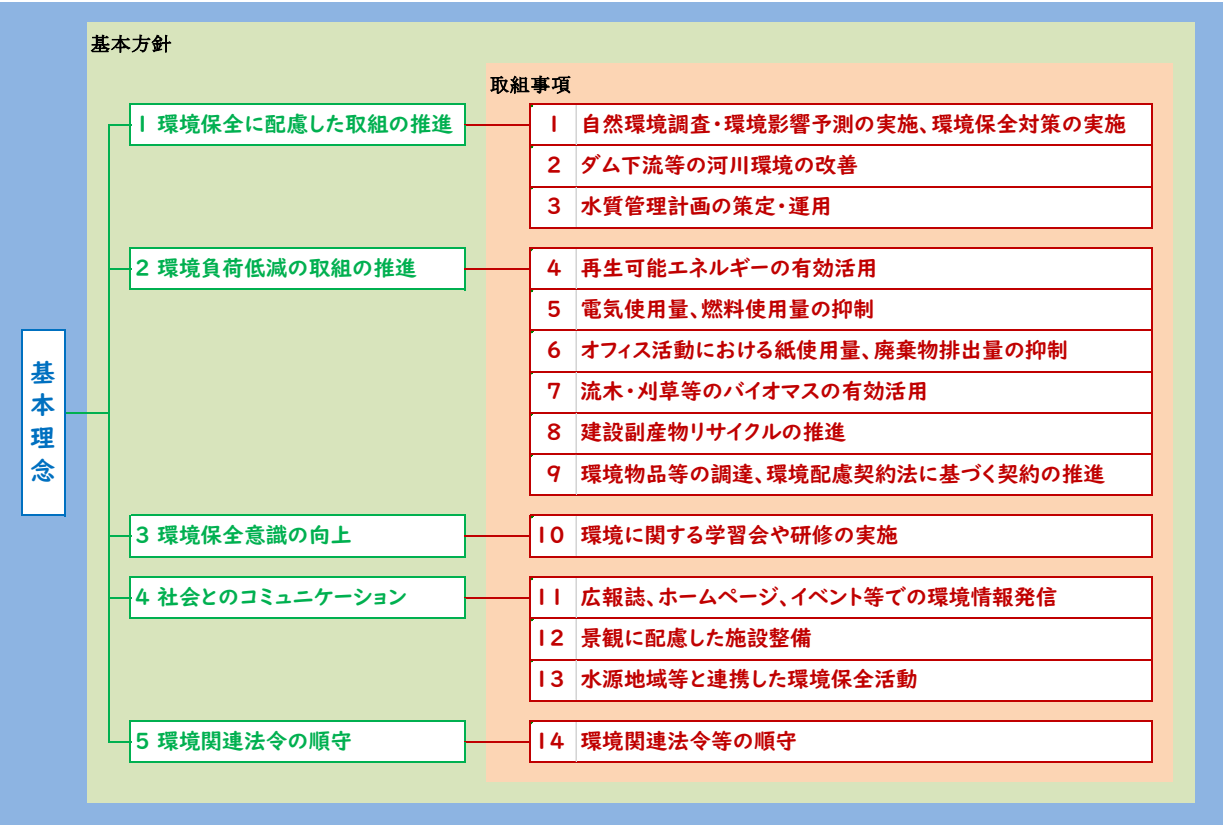 基本方針
取組事項
1 環境保全に配慮した取組の推進
1 自然環境調査・環境影響予測の実施、環境保全対策の実施
2 ダム下流等の河川環境の改善
3 水質管理計画の策定・運用
2 環境負荷低減の取組の推進
4 再生可能エネルギーの有効活用
5 電気使用量、燃料使用量の抑制
6 オフィス活動における紙使用量、廃棄物排出量の抑制
7 流木・刈草等のバイオマスの有効活用
8 建設副産物リサイクルの推進
9 環境物品等の調達、環境配慮契約法に基づく契約の推進
基本理念
3 環境保全意識の向上
10 環境に関する学習会や研修の実施
4 社会とのコミュニケーション
11 広報誌、ホームページ、イベント等での環境情報発信
12 景観に配慮した施設整備
13 水源地域等と連携した環境保全活動
5 環境関連法令の順守
14 環境関連法令等の順守